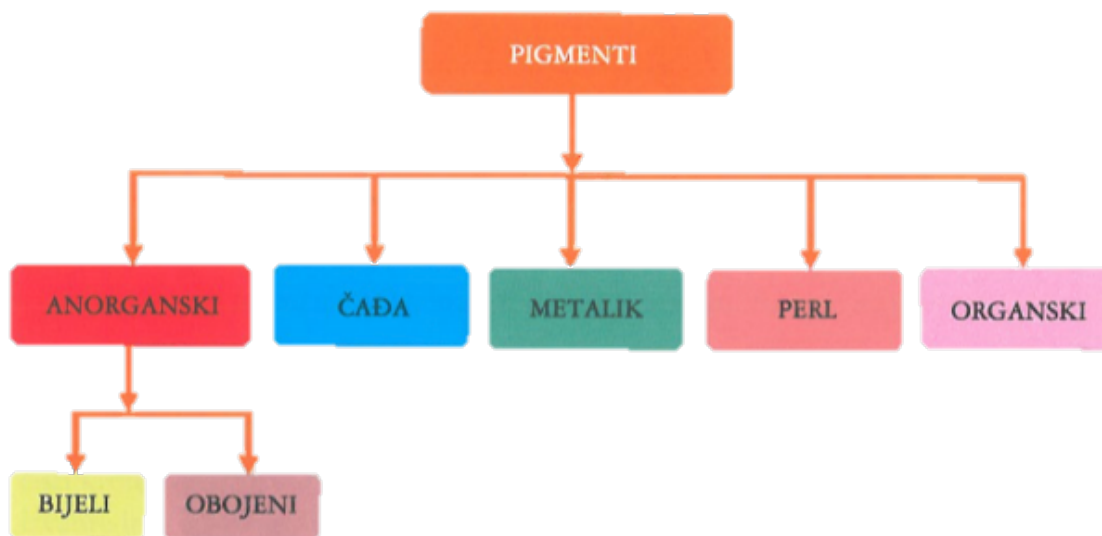 PIGMENTI
ANORGANSKI
ČAĐA
METALIK
PERL
ORGANSKI
BIJELI
OBOJENI